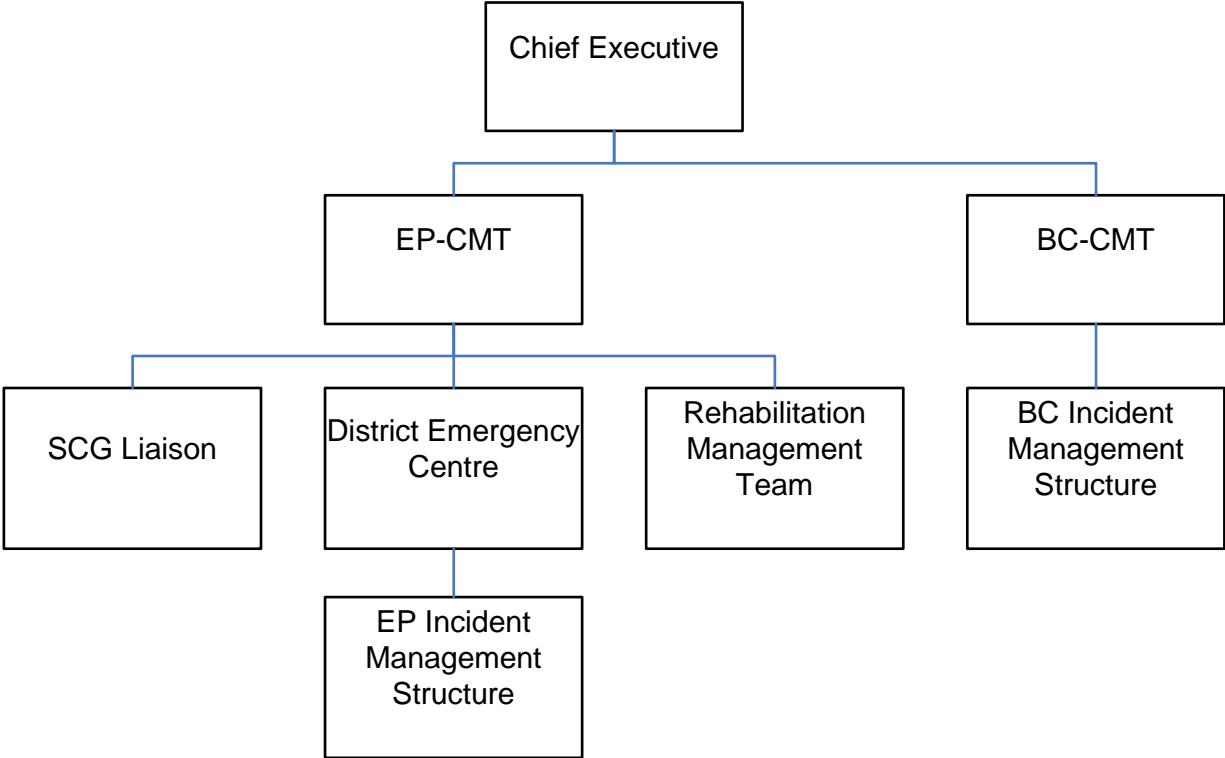 Chief Executive
EP-CMT
BC-CMT
SCG Liaison
District Emergency
Centre
Rehabilitation
Management
Team
BC Incident
Management
Structure
EP Incident
Management
Structure